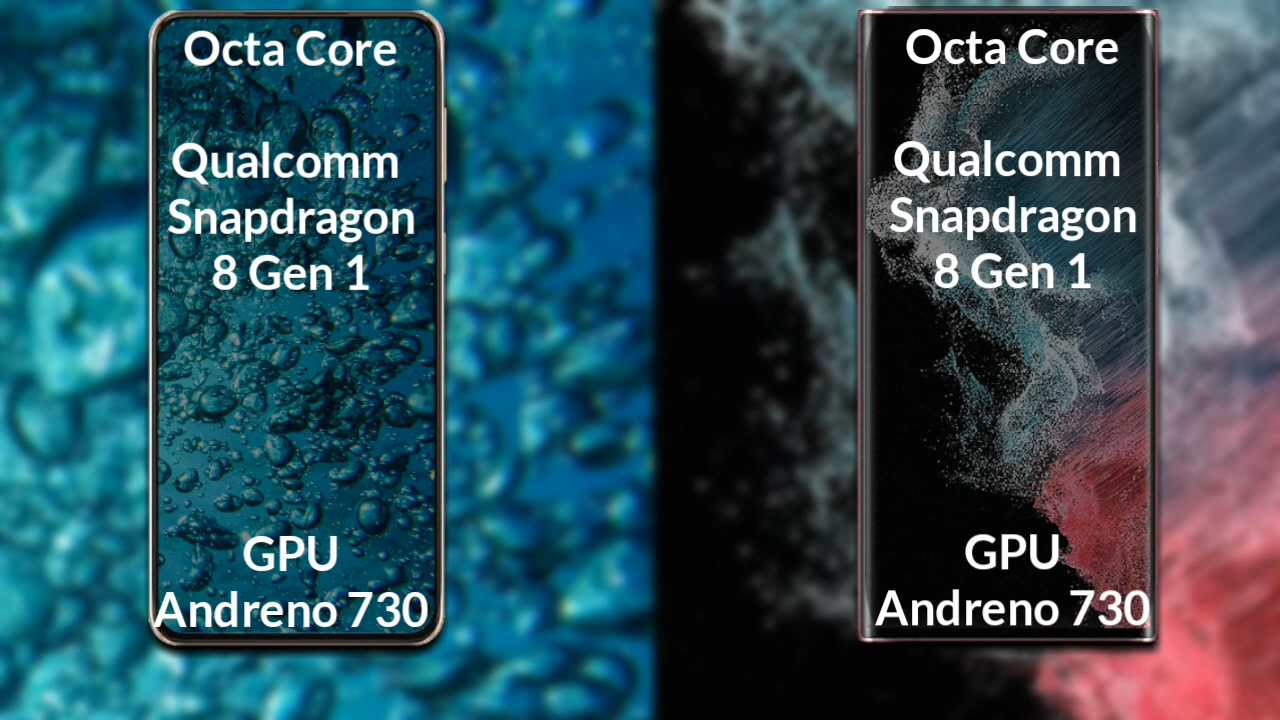 Octa Core
Qualcomm
Snapdragon
8 Gen 1
GPU
Andreno 730
Octa Core
Qualcomm
Snapdragon
8 Gen 1
GPU
Andreno 730